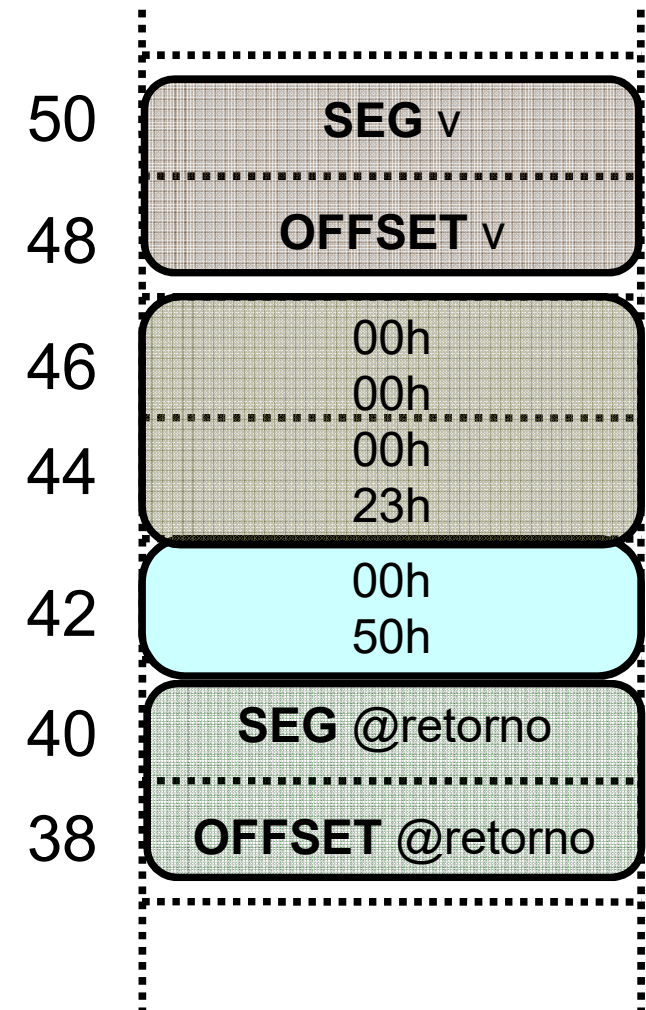 50 SEG v
48 OFFSET v
00h
46
00h
00h
44
23h
00h
42
50h
40 SEG @retorno
38 OFFSET @retorno